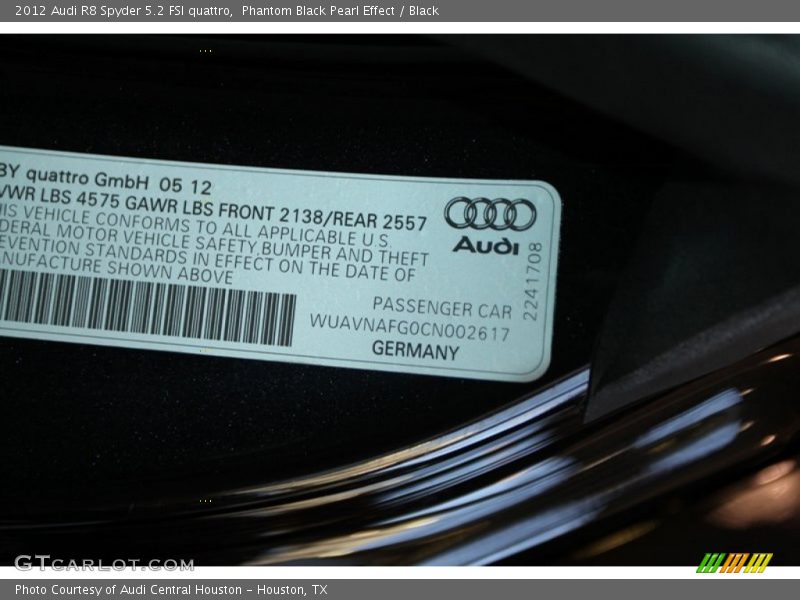 2012 Audi R8 Spyder 5.2 FSI quattro, Phantom Black Pearl Effect / Black
BY quattro GmbH 05 12
VWR LBS 4575 GAWR LBS FRONT 2138/REAR 2557
IS VEHICLE CONFORMS TO ALL APPLICABLE U.S.
DERAL MOTOR VEHICLE SAFETY BUMPER AND THEFT
EVENTION STANDARDS IN EFFECT ON THE DATE OF
NUFACTURE SHOWN ABOVE
Audi
2241708
PASSENGER CAR
WUAVNAFG0CN002617
GERMANY
GTCARLOT.COM
Photo Courtesy of Audi Central Houston - Houston, TX